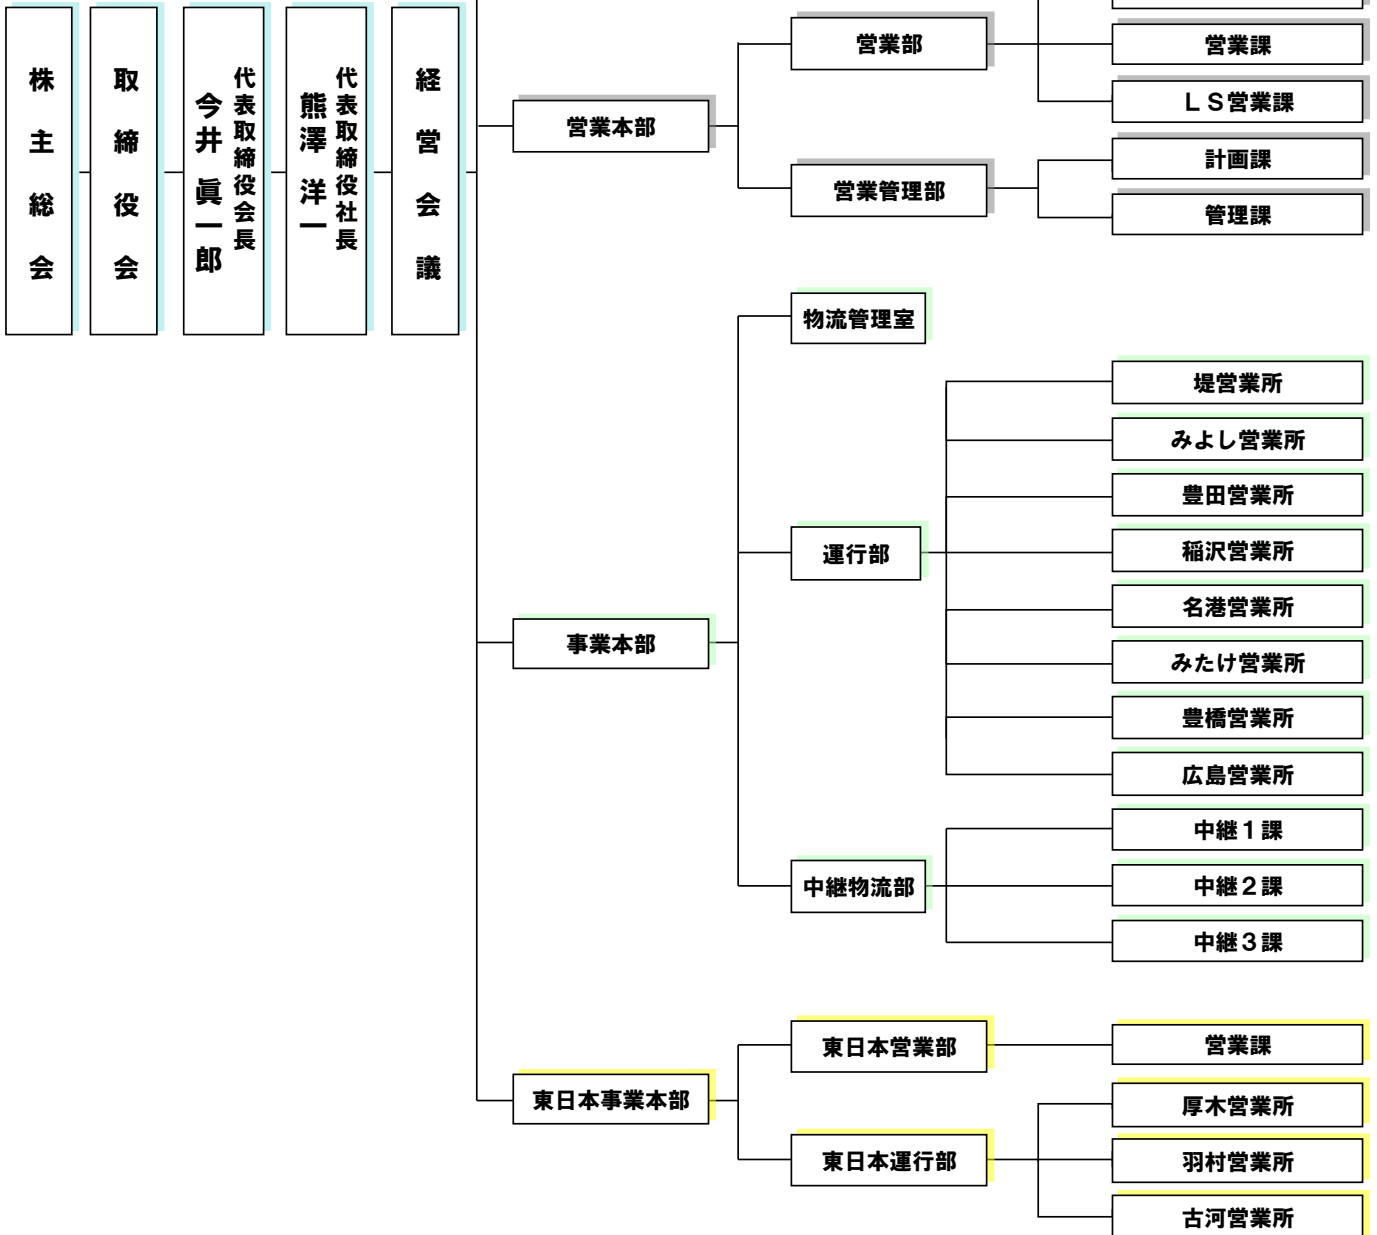 株主総会
取締役会
代表取締役会長
今井 眞一郎
代表取締役社長
熊澤 洋一
経営会議
営業本部
営業部
営業課
ＬＳ営業課
営業管理部
計画課
管理課
事業本部
物流管理室
運行部
堤営業所
みよし営業所
豊田営業所
稲沢営業所
名港営業所
みたけ営業所
豊橋営業所
広島営業所
中継物流部
中継１課
中継２課
中継３課
東日本事業本部
東日本営業部
営業課
東日本運行部
厚木営業所
羽村営業所
古河営業所